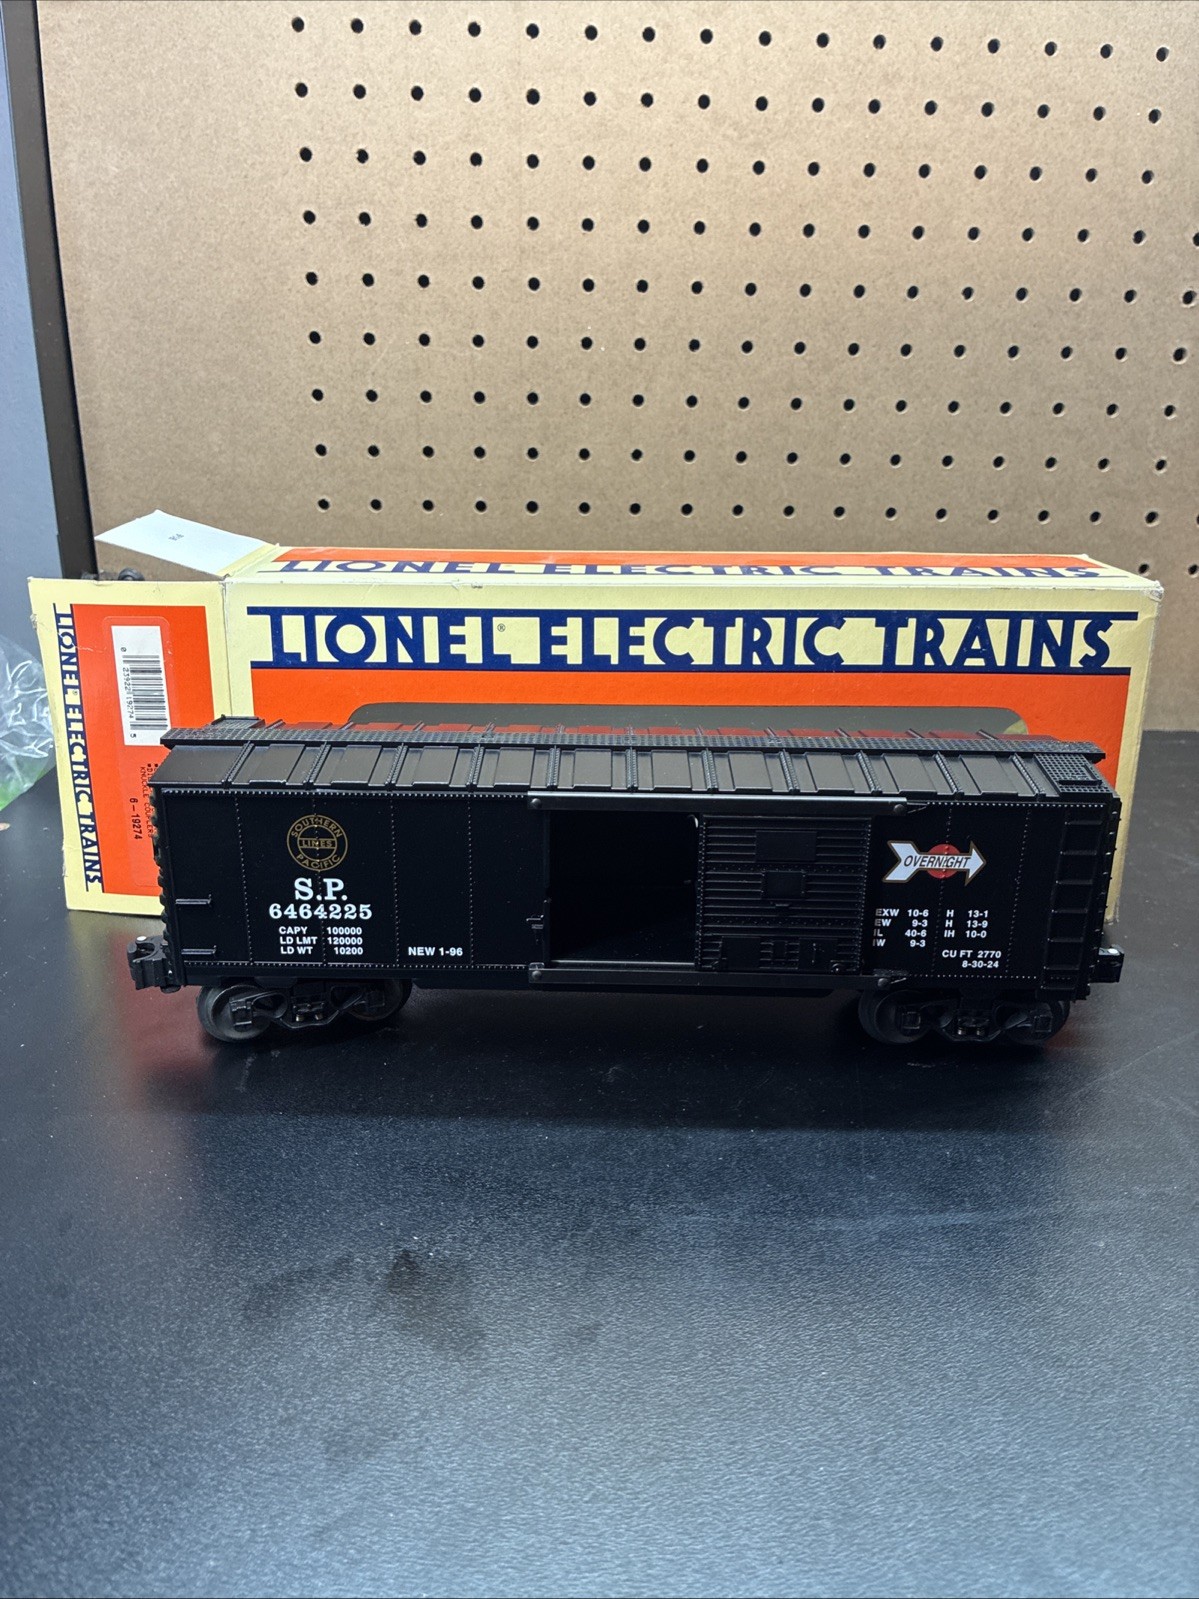 LIONEL ELECTRIC TRAINS
LIONEL® ELECTRIC TRAINS
LIONEL ELECTRIC TRAINS
KNUCKLE COUPLERS
6-19274
SOUTHERN
LINES
PACIFIC
S.P.
6464225
CAPY 100000
LD LMT 120000
LD WT 10200
NEW 1-96
OVERNIGHT
EXW 10-6 H 13-1
EW 9-3 H 13-9
IL 40-6 IH 10-0
IW 9-3
CU FT 2770
8-30-24